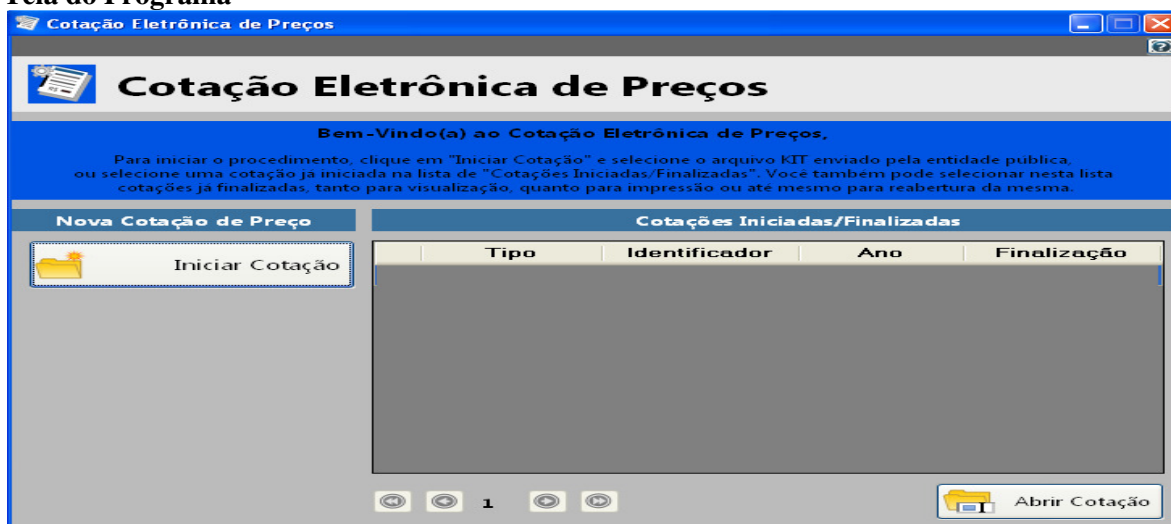 Tela do Programa
Cotação Eletrônica de Preços
Cotação Eletrônica de Preços
Bem-Vindo(a) ao Cotação Eletrônica de Preços,
Para iniciar o procedimento, clique em "Iniciar Cotação" e selecione o arquivo KIT enviado pela entidade publica,
ou selecione uma cotação já iniciada na lista de "Cotações Iniciadas/Finalizadas". Você também pode selecionar nesta lista
cotações já finalizadas, tanto para visualização, quanto para impressão ou até mesmo para reabertura da mesma.
Nova Cotação de Preço
Cotações Iniciadas/Finalizadas
Iniciar Cotação
Tipo Identificador Ano Finalização
1
Abrir Cotação